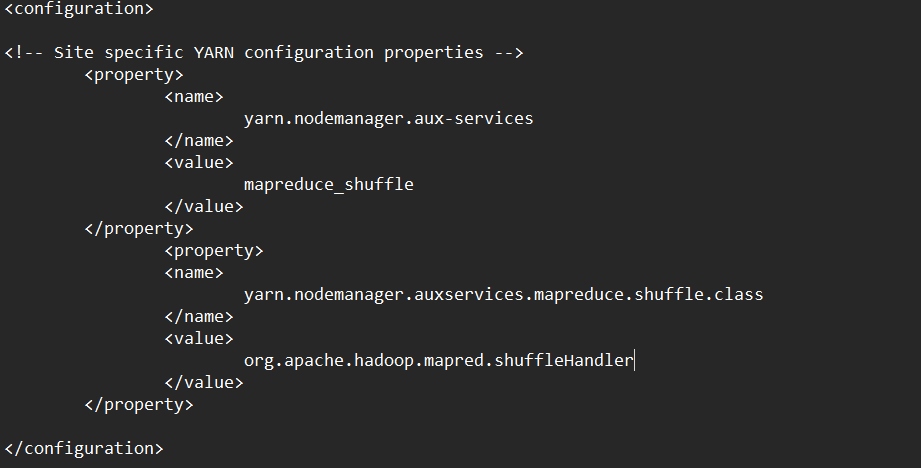 <configuration>
<!-- Site specific YARN configuration properties -->
<property>
<name>
yarn.nodemanager.aux-services
</name>
<value>
mapreduce_shuffle
</value>
</property>
<property>
<name>
yarn.nodemanager.auxservices.mapreduce.shuffle.class
</name>
<value>
org.apache.hadoop.mapred.shuffleHandler
</value>
</property>
</configuration>